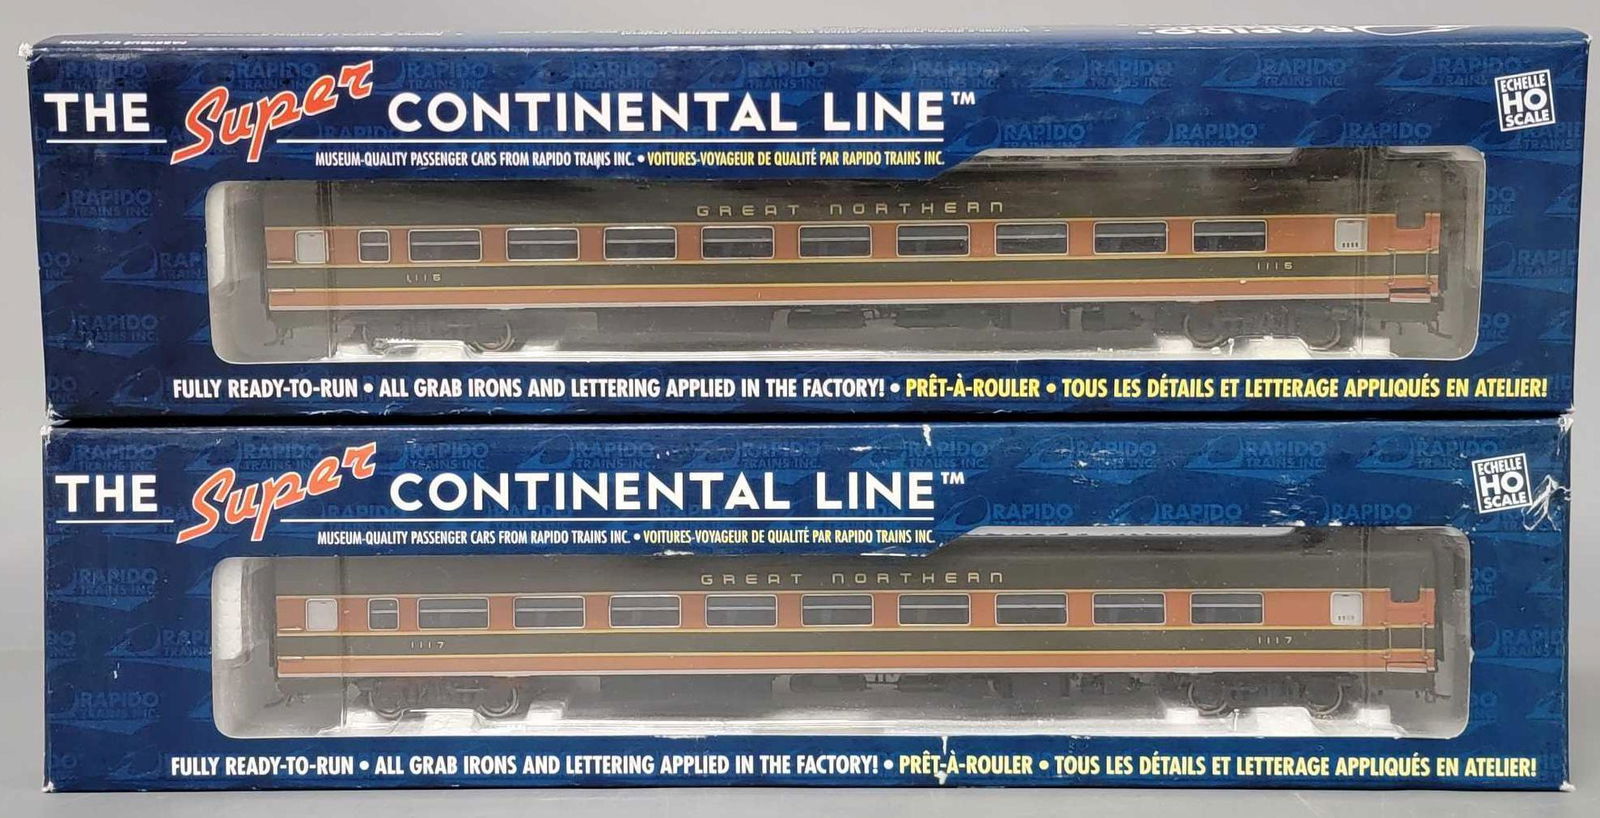 THE Super CONTINENTAL LINE™
ECHELLE HO SCALE
MUSEUM-QUALITY PASSENGER CARS FROM RAPIDO TRAINS INC. • VOITURES-VOYAGEUR DE QUALITÉ PAR RAPIDO TRAINS INC.
GREAT NORTHERN
1115 1115
FULLY READY-TO-RUN • ALL GRAB IRONS AND LETTERING APPLIED IN THE FACTORY! • PRÊT-À-ROULER • TOUS LES DÉTAILS ET LETTERAGE APPLIQUÉS EN ATELIER!
THE Super CONTINENTAL LINE™
ECHELLE HO SCALE
MUSEUM-QUALITY PASSENGER CARS FROM RAPIDO TRAINS INC. • VOITURES-VOYAGEUR DE QUALITÉ PAR RAPIDO TRAINS INC.
GREAT NORTHERN
1117 1117
FULLY READY-TO-RUN • ALL GRAB IRONS AND LETTERING APPLIED IN THE FACTORY! • PRÊT-À-ROULER • TOUS LES DÉTAILS ET LETTERAGE APPLIQUÉS EN ATELIER!